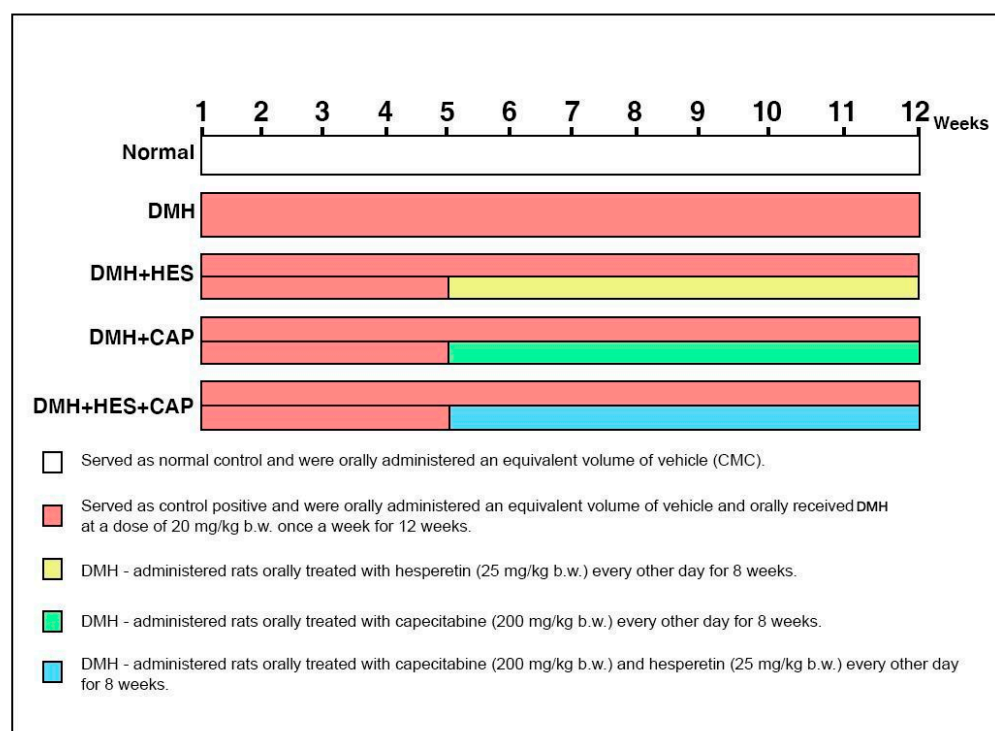 1 2 3 4 5 6 7 8 9 10 11 12 Weeks
Normal
DMH
DMH+HES
DMH+CAP
DMH+HES+CAP
Served as normal control and were orally administered an equivalent volume of vehicle (CMC).
Served as control positive and were orally administered an equivalent volume of vehicle and orally received DMH
at a dose of 20 mg/kg b.w. once a week for 12 weeks.
DMH - administered rats orally treated with hesperetin (25 mg/kg b.w.) every other day for 8 weeks.
DMH - administered rats orally treated with capecitabine (200 mg/kg b.w.) every other day for 8 weeks.
DMH - administered rats orally treated with capecitabine (200 mg/kg b.w.) and hesperetin (25 mg/kg b.w.) every other day
for 8 weeks.